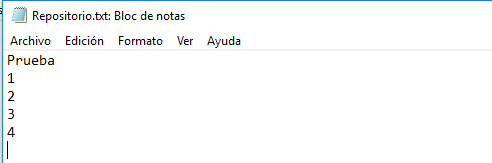 Repositorio.txt: Bloc de notas
Archivo Edición Formato Ver Ayuda
Prueba
1
2
3
4